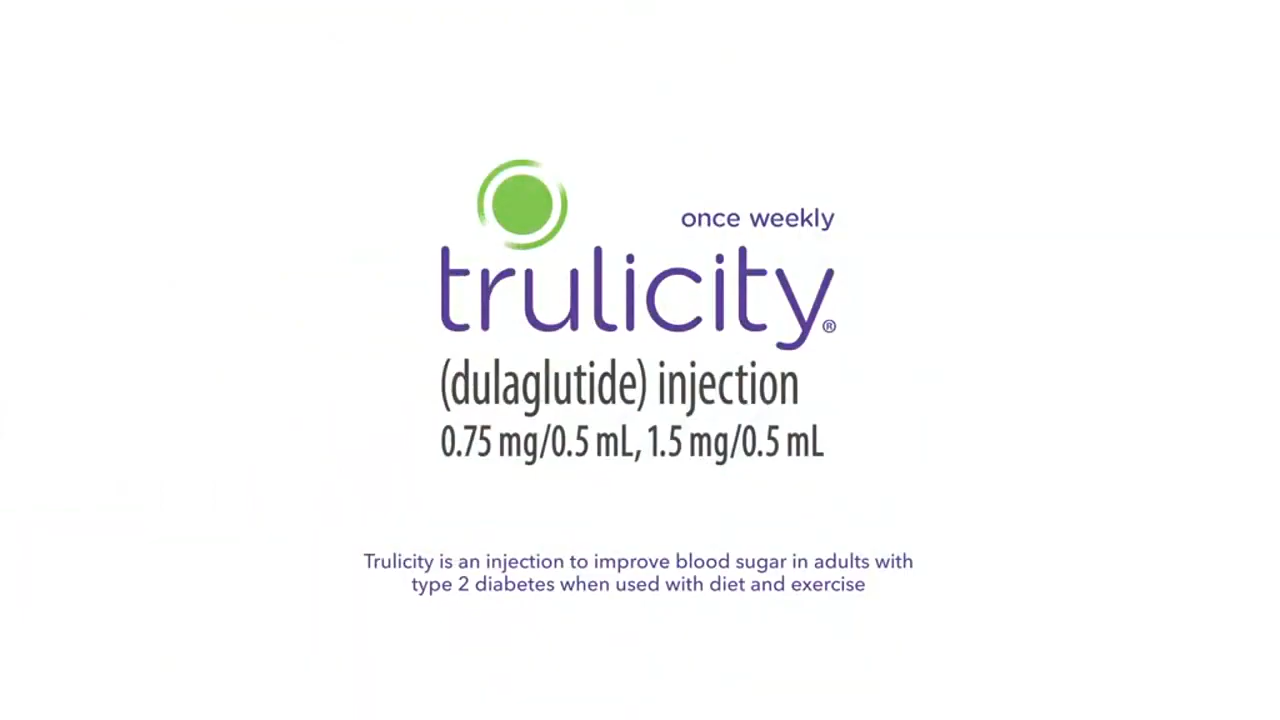 once weekly
trulicity®
(dulaglutide) injection
0.75 mg/0.5 mL, 1.5 mg/0.5 mL
Trulicity is an injection to improve blood sugar in adults with
type 2 diabetes when used with diet and exercise